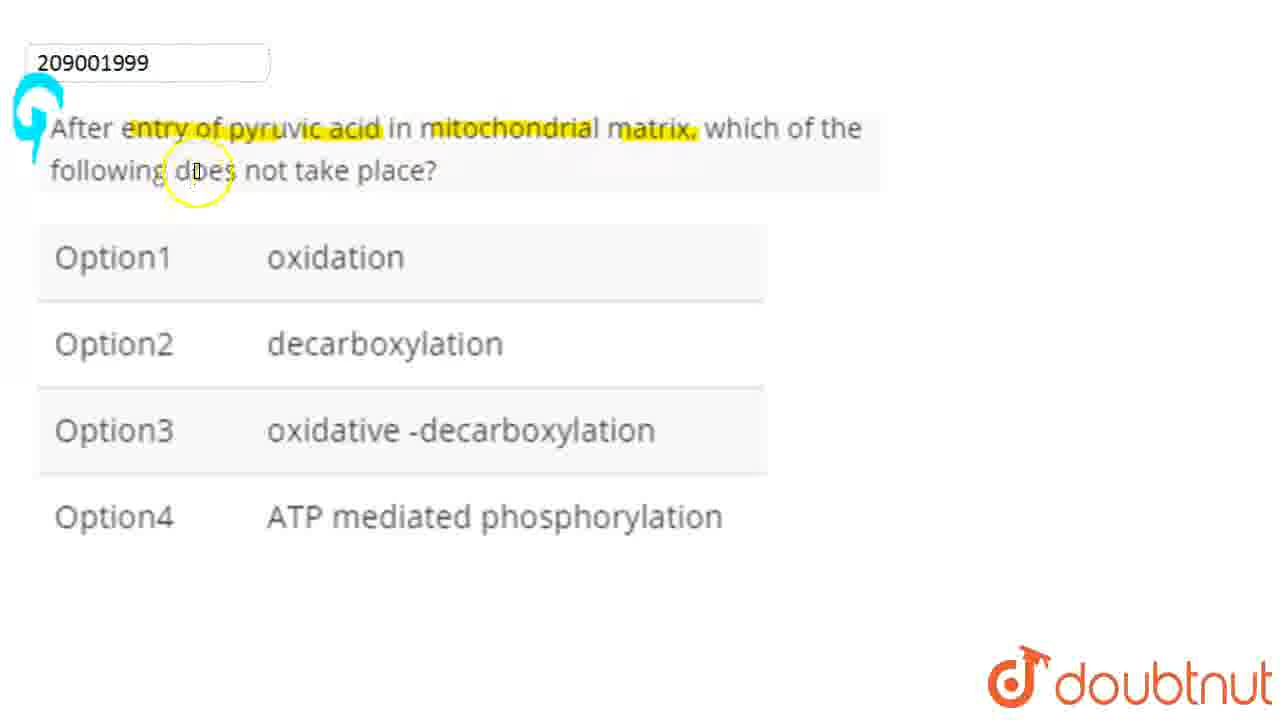 209001999
After entry of pyruvic acid in mitochondrial matrix, which of the
following does not take place?
Option1 oxidation
Option2 decarboxylation
Option3 oxidative -decarboxylation
Option4 ATP mediated phosphorylation
doubtnut